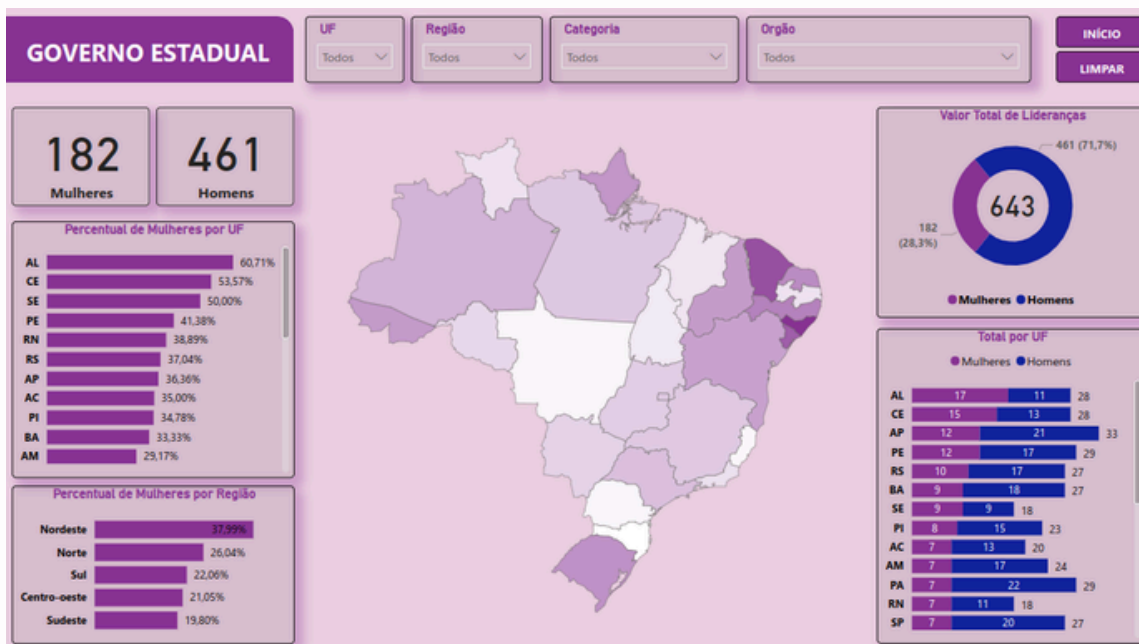 GOVERNO ESTADUAL
UF
Todos
Região
Todos
Categoria
Todos
Orgão
Todos
INÍCIO
LIMPAR
182
Mulheres
461
Homens
Percentual de Mulheres por UF
AL 60,71%
CE 53,57%
SE 50,00%
PE 41,38%
RN 38,89%
RS 37,04%
AP 36,36%
AC 35,00%
PI 34,78%
BA 33,33%
AM 29,17%
Percentual de Mulheres por Região
Nordeste 37,99%
Norte 26,04%
Sul 22,06%
Centro-oeste 21,05%
Sudeste 19,80%
Valor Total de Lideranças
461 (71,7%)
643
182
(28,3%)
Mulheres Homens
Total por UF
Mulheres Homens
AL 17 11 28
CE 15 13 28
AP 12 21 33
PE 12 17 29
RS 10 17 27
BA 9 18 27
SE 9 9 18
PI 8 15 23
AC 7 13 20
AM 7 17 24
PA 7 22 29
RN 7 11 18
SP 7 20 27